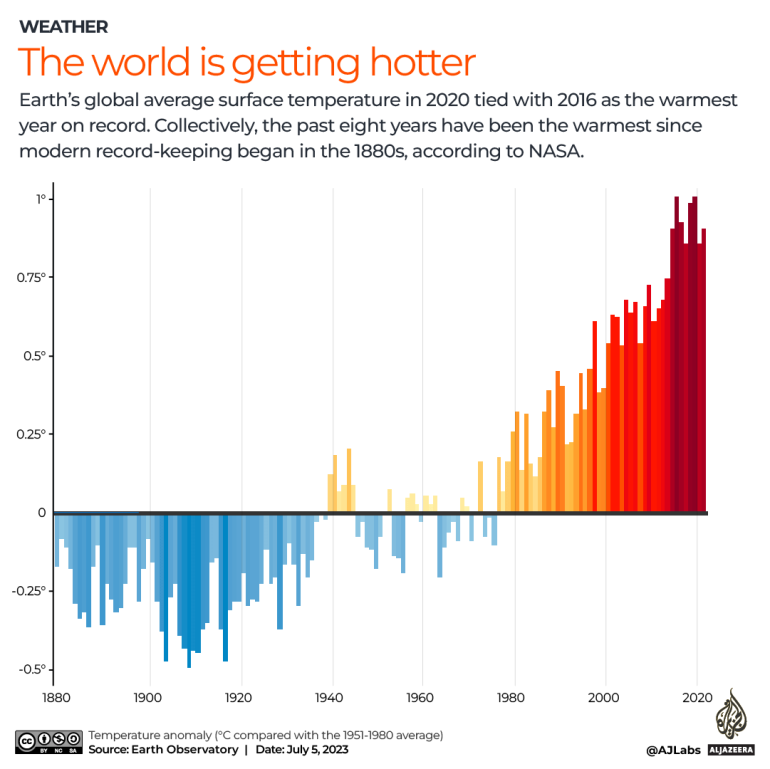 WEATHER
The world is getting hotter
Earth's global average surface temperature in 2020 tied with 2016 as the warmest
year on record. Collectively, the past eight years have been the warmest since
modern record-keeping began in the 1880s, according to NASA.
1°
0.75°
0.5°
0.25°
0
-0.25°
-0.5°
1880 1900 1920 1940 1960 1980 2000 2020
cc BY NC SA
Temperature anomaly (°C compared with the 1951-1980 average)
Source: Earth Observatory | Date: July 5, 2023
@AJLabs ALJAZEERA